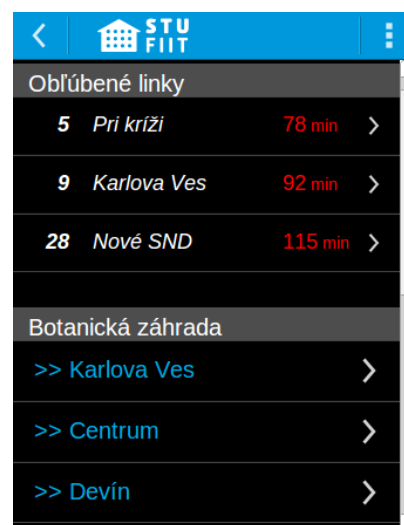 STU
FIIT
Obľúbené linky
5 Pri kríži 78 min
9 Karlova Ves 92 min
28 Nové SND 115 min
Botanická záhrada
>> Karlova Ves
>> Centrum
>> Devín